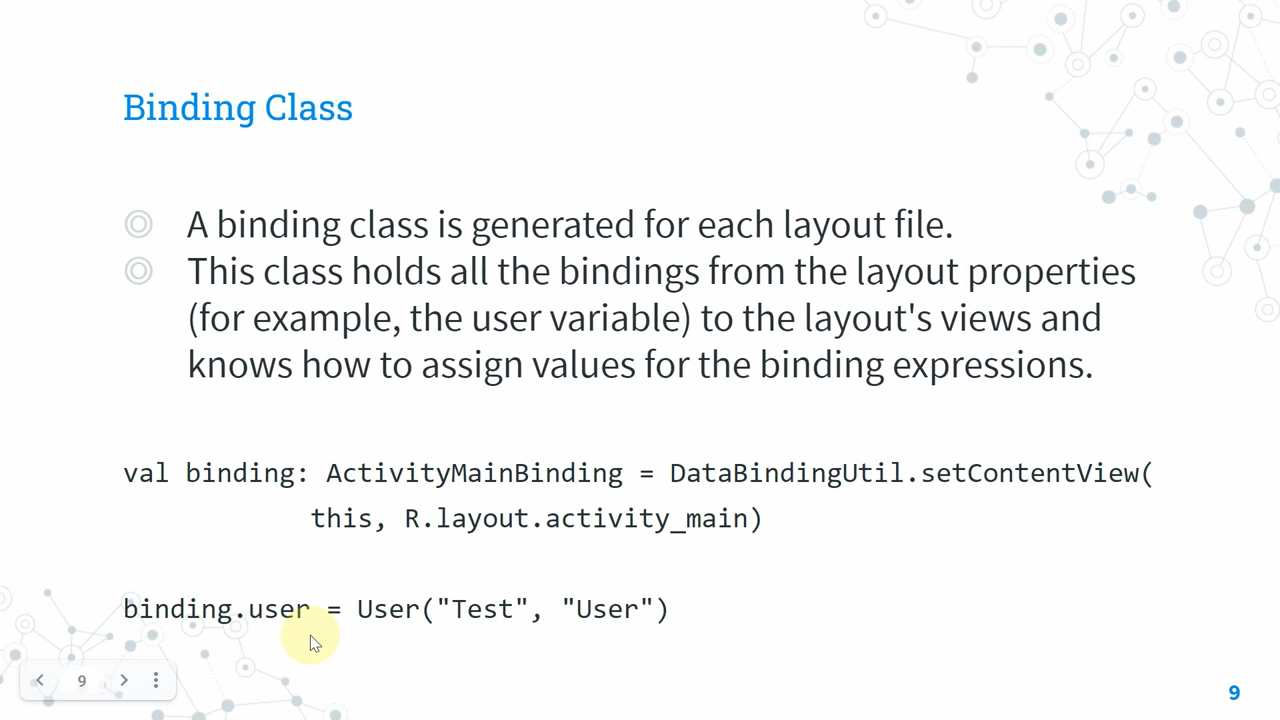 Binding Class
A binding class is generated for each layout file.
This class holds all the bindings from the layout properties
(for example, the user variable) to the layout's views and
knows how to assign values for the binding expressions.
val binding: ActivityMainBinding = DataBindingUtil.setContentView(
this, R.layout.activity_main)
binding.user = User("Test", "User")
9
9